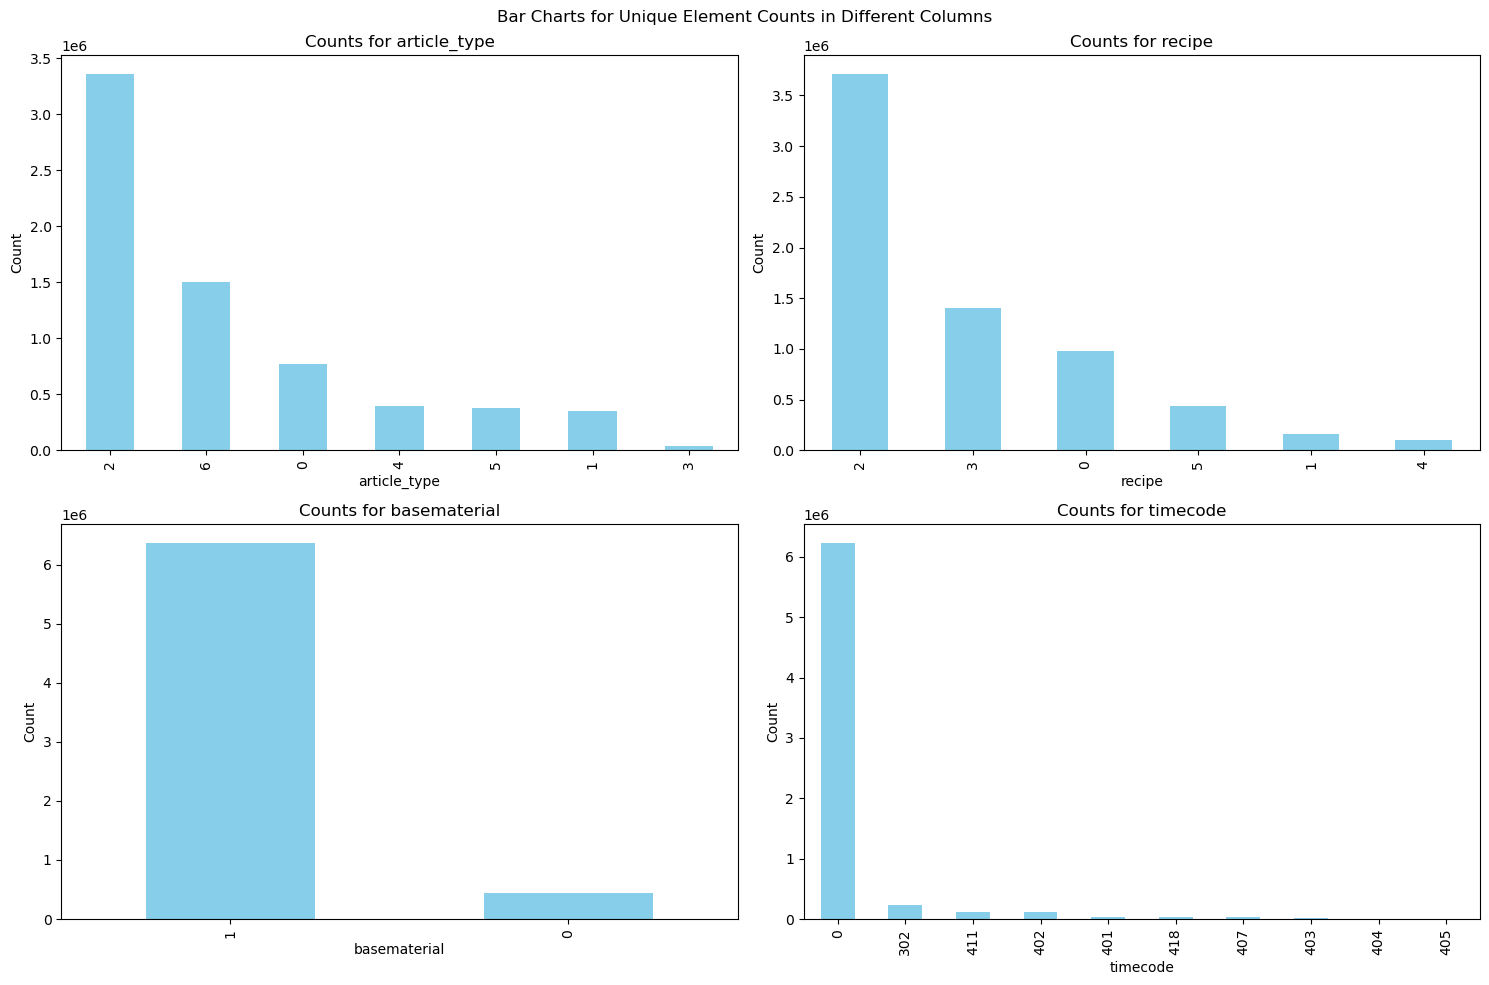 Bar Charts for Unique Element Counts in Different Columns
Counts for article_type
1e6
3.5
3.0
2.5
2.0
1.5
1.0
0.5
0.0
Count
2 6 0 4 5 1 3
article_type
Counts for recipe
1e6
3.5
3.0
2.5
2.0
1.5
1.0
0.5
0.0
Count
2 3 0 5 1 4
recipe
Counts for basematerial
1e6
6
5
4
3
2
1
0
Count
1 0
basematerial
Counts for timecode
1e6
6
5
4
3
2
1
0
Count
0 302 411 402 401 418 407 403 404 405
timecode